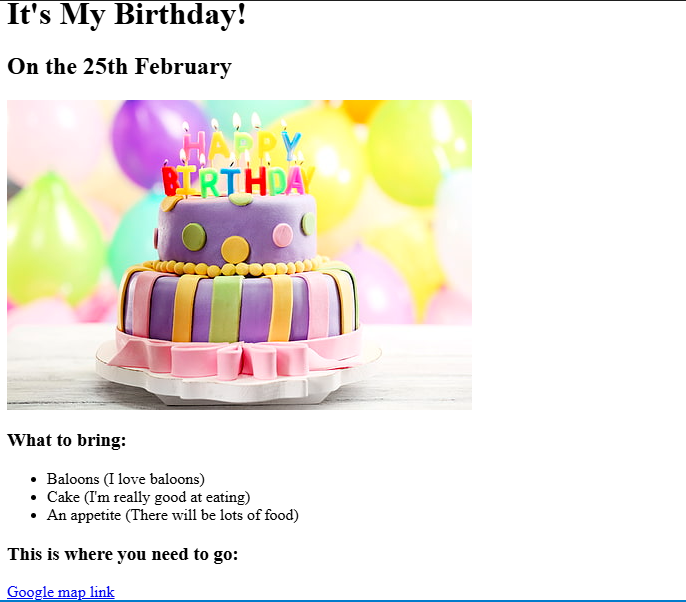 It's My Birthday!
On the 25th February
HAPPY
BIRTHDAY
What to bring:
Baloons (I love baloons)
Cake (I'm really good at eating)
An appetite (There will be lots of food)
This is where you need to go:
Google map link